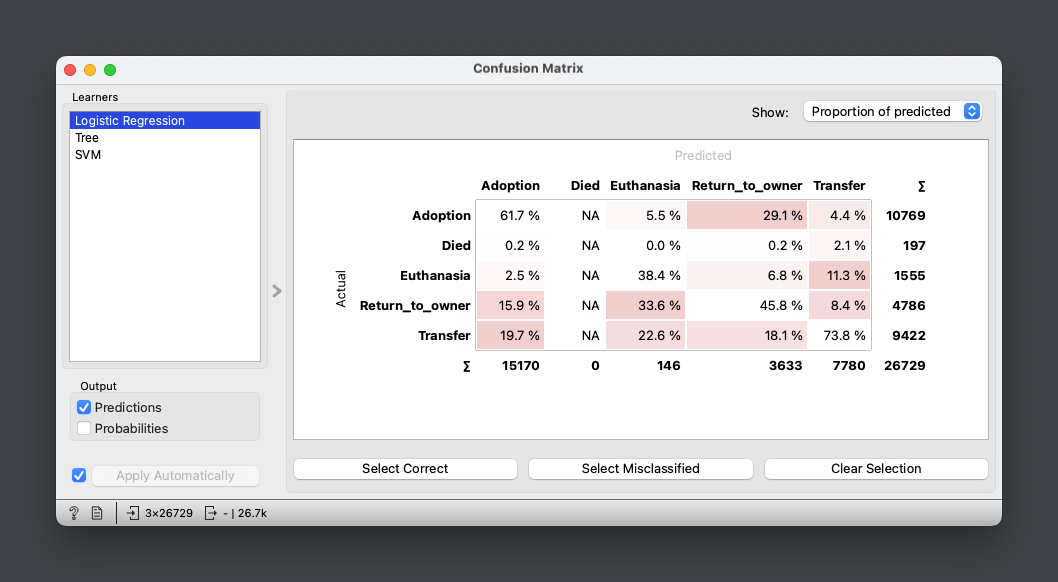 Confusion Matrix
Learners
Logistic Regression
Tree
SVM
Output
Predictions
Probabilities
Apply Automatically
Show: Proportion of predicted
Predicted
Adoption Died Euthanasia Return_to_owner Transfer Σ
Actual
Adoption 61.7 % NA 5.5 % 29.1 % 4.4 % 10769
Died 0.2 % NA 0.0 % 0.2 % 2.1 % 197
Euthanasia 2.5 % NA 38.4 % 6.8 % 11.3 % 1555
Return_to_owner 15.9 % NA 33.6 % 45.8 % 8.4 % 4786
Transfer 19.7 % NA 22.6 % 18.1 % 73.8 % 9422
Σ 15170 0 146 3633 7780 26729
Select Correct
Select Misclassified
Clear Selection
? 3×26729 - | 26.7k